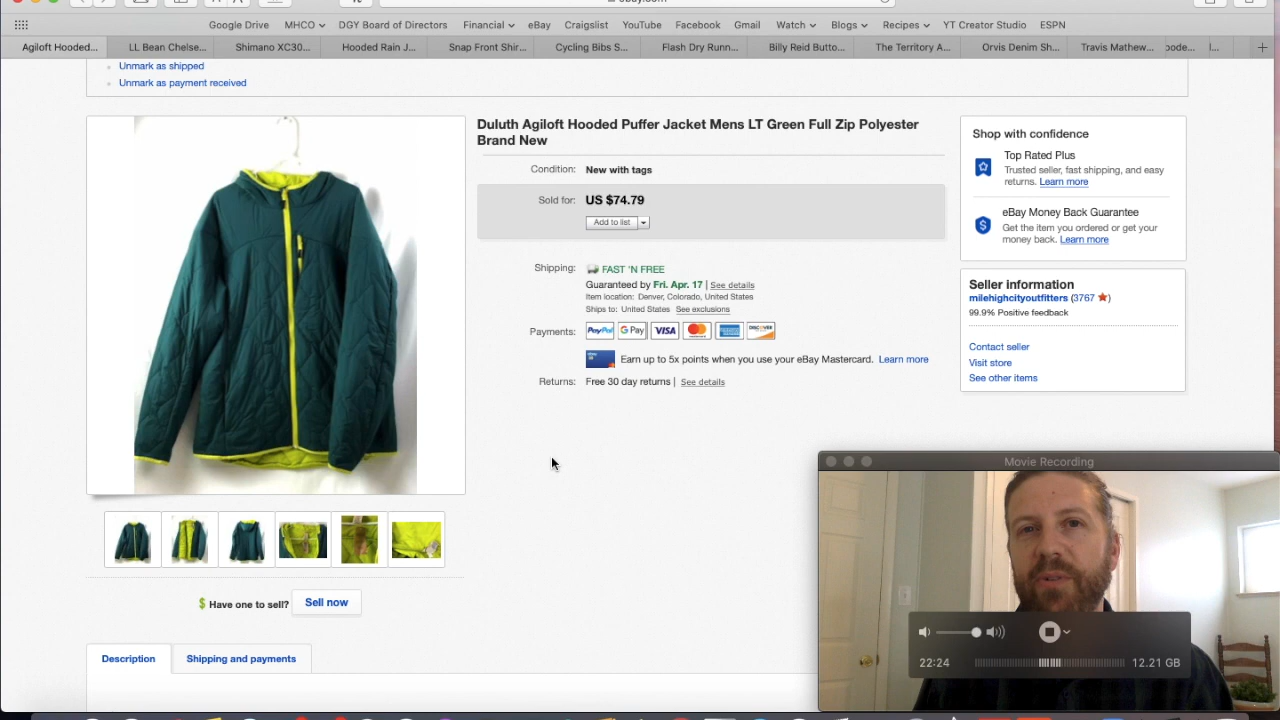 ebay.com
Google Drive MHCO DGY Board of Directors Financial eBay Craigslist YouTube Facebook Gmail Watch Blogs Recipes YT Creator Studio ESPN
Agiloft Hooded... LL Bean Chelse... Shimano XC30... Hooded Rain J... Snap Front Shir... Cycling Bibs S... Flash Dry Runn... Billy Reid Butto... The Territory A... Orvis Denim Sh... Travis Mathew...
Unmark as shipped
Unmark as payment received
Duluth Agiloft Hooded Puffer Jacket Mens LT Green Full Zip Polyester
Brand New
Condition: New with tags
Sold for: US $74.79
Add to list
Shipping: FAST 'N FREE
Guaranteed by Fri. Apr. 17 | See details
Item location: Denver, Colorado, United States
Ships to: United States See exclusions
Payments: PayPal G Pay VISA DISCOVER
Earn up to 5x points when you use your eBay Mastercard. Learn more
Returns: Free 30 day returns | See details
Shop with confidence
Top Rated Plus
Trusted seller, fast shipping, and easy
returns. Learn more
eBay Money Back Guarantee
Get the item you ordered or get your
money back. Learn more
Seller information
milehighcityoutfitters (3767 )
99.9% Positive feedback
Contact seller
Visit store
See other items
Have one to sell? Sell now
Description Shipping and payments
Movie Recording
22:24 12.21 GB